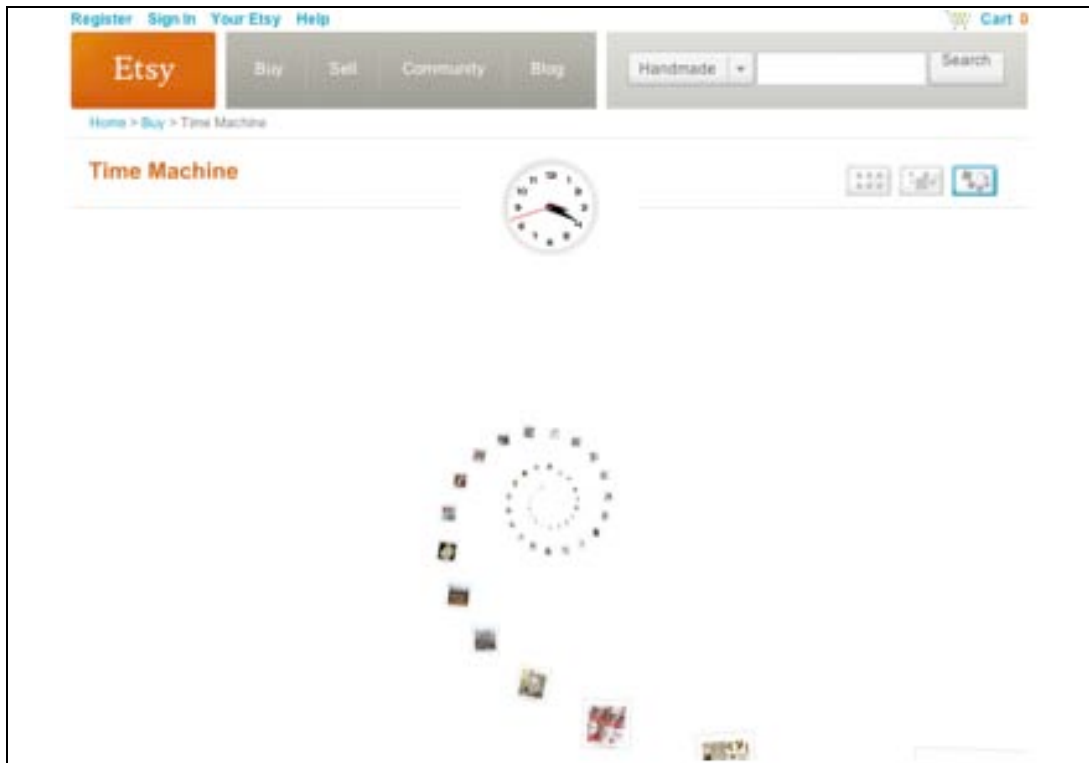 Register Sign In Your Etsy Help Cart 0
Etsy Buy Sell Community Blog Handmade Search
Home > Buy > Time Machine
Time Machine